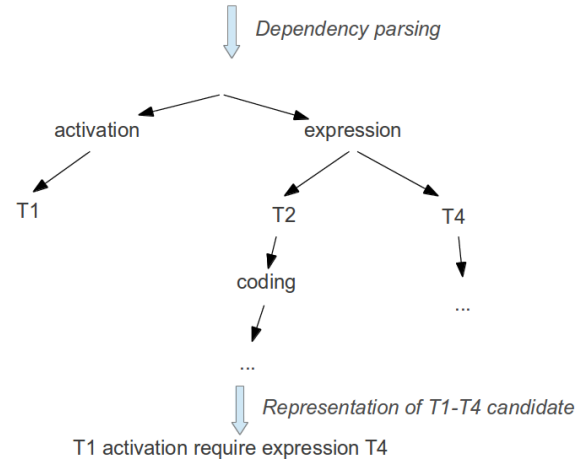 Dependency parsing
activation expression
T1 T2 T4
coding
...
...
Representation of T1-T4 candidate
T1 activation require expression T4